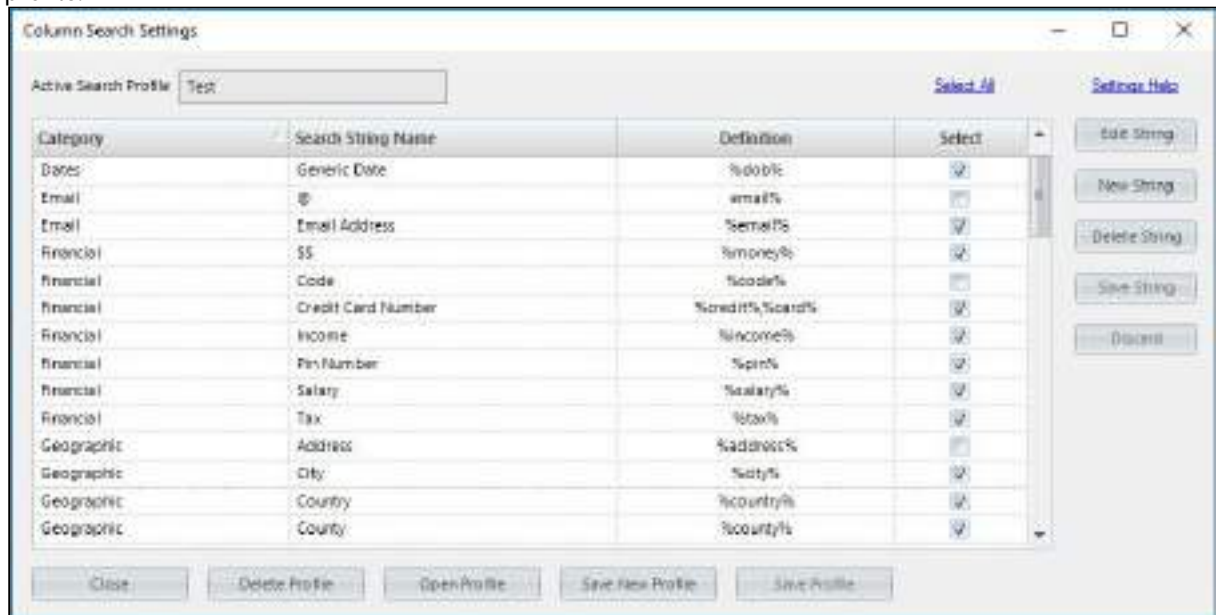 Column Search Settings
Active Search Profile Test Select All Settings Help
Category Search String Name Definition Select
Dates Generic Date %dob%
Email @ email%
Email Email Address %email%
Financial $$ %money%
Financial Code %code%
Financial Credit Card Number %credit%,%card%
Financial Income %income%
Financial Pin Number %pin%
Financial Salary %salary%
Financial Tax %tax%
Geographic Address %address%
Geographic City %city%
Geographic Country %country%
Geographic County %county%
Edit String
New String
Delete String
Save String
Discard
Close Delete Profile Open Profile Save New Profile Save Profile